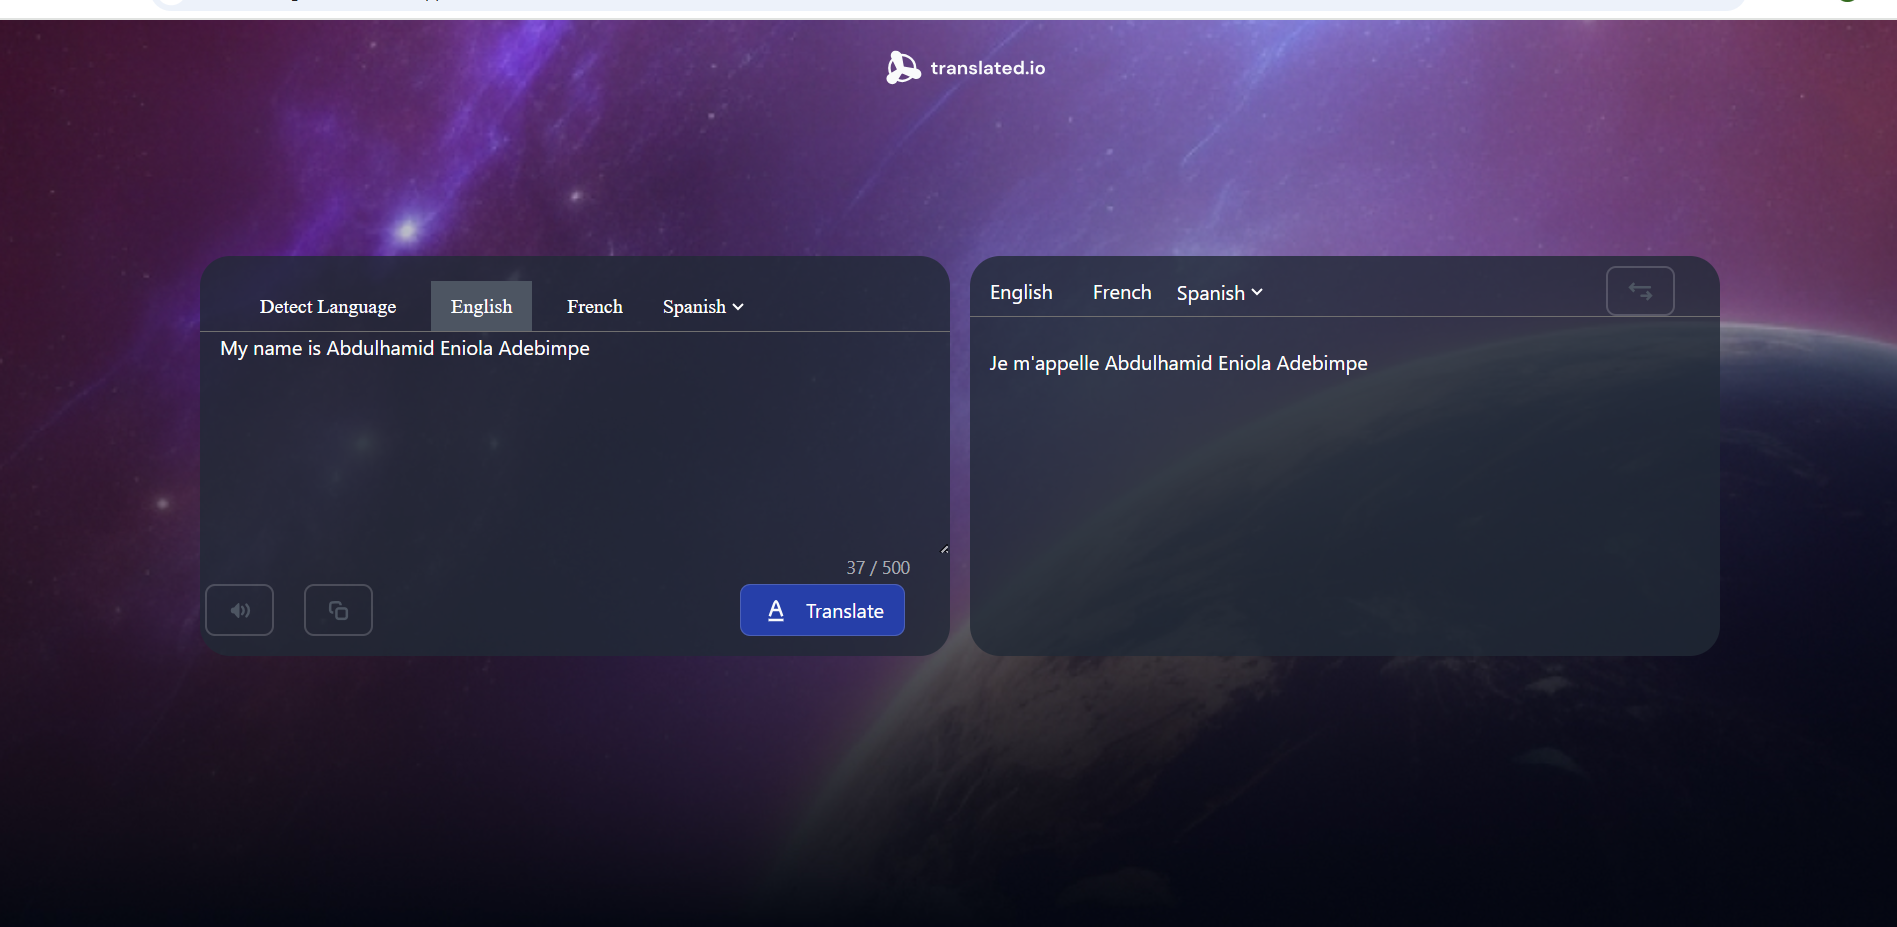 translated.io
Detect Language English French Spanish
My name is Abdulhamid Eniola Adebimpe
37 / 500
Translate
English French Spanish
Je m'appelle Abdulhamid Eniola Adebimpe